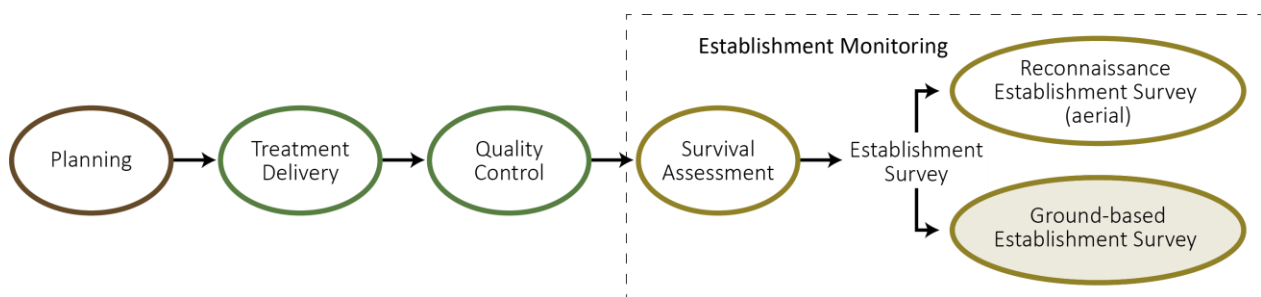 Establishment Monitoring
Planning
Treatment
Delivery
Quality
Control
Survival
Assessment
Establishment
Survey
Reconnaissance
Establishment Survey
(aerial)
Ground-based
Establishment Survey